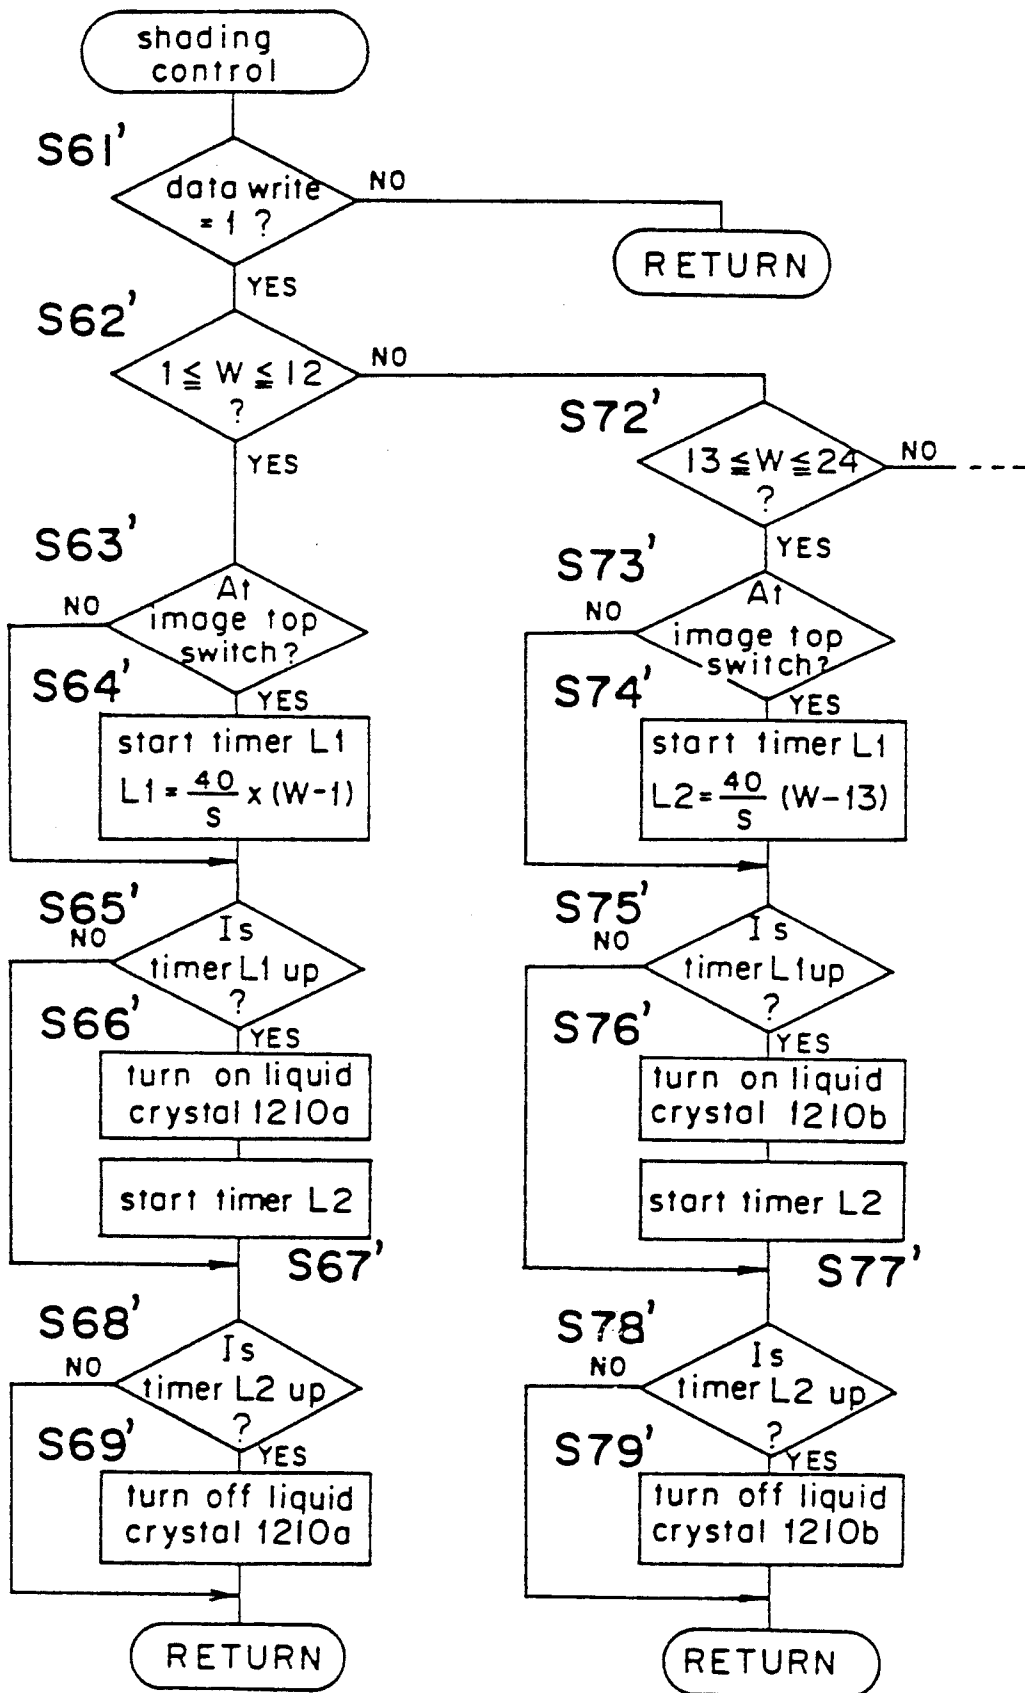 shading
control
S61'
data write
= 1 ?
NO
RETURN
YES
S62'
1 ≦ W ≦ 12
?
NO
YES
S72'
13 ≦ W ≦ 24
?
NO
YES
S63'
At
image top
switch?
NO
YES
S64'
start timer L1
L1 = 40/S x (W-1)
S65'
Is
timer L1 up
?
NO
YES
S66'
turn on liquid
crystal 1210a
start timer L2
S67'
S68'
Is
timer L2 up
?
NO
YES
S69'
turn off liquid
crystal 1210a
RETURN
S73'
At
image top
switch?
NO
YES
S74'
start timer L1
L2 = 40/S (W-13)
S75'
Is
timer L1 up
?
NO
YES
S76'
turn on liquid
crystal 1210b
start timer L2
S77'
S78'
Is
timer L2 up
?
NO
YES
S79'
turn off liquid
crystal 1210b
RETURN